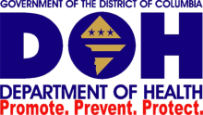 GOVERNMENT OF THE DISTRICT OF COLUMBIA
DOH
DEPARTMENT OF HEALTH
Promote. Prevent. Protect.